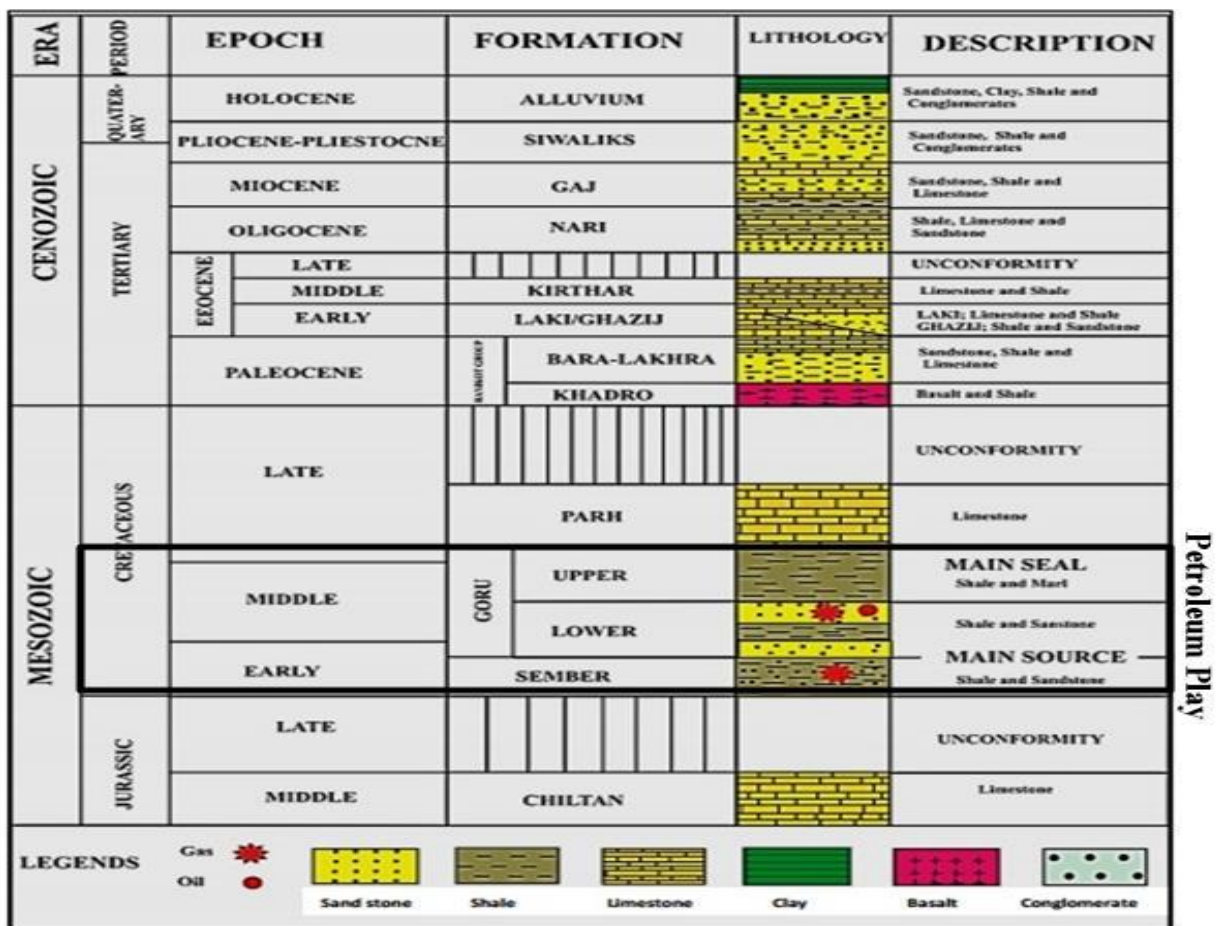 ERA
PERIOD
EPOCH
FORMATION
LITHOLOGY
DESCRIPTION
CENOZOIC
QUATER-
ARY
HOLOCENE
ALLUVIUM
Sandstone, Clay, Shale and
Conglomerates
PLIOCENE-PLIESTOCNE
SIWALIKS
Sandstone, Shale and
Conglomerates
TERTIARY
MIOCENE
GAJ
Sandstone, Shale and
Limestone
OLIGOCENE
NARI
Shale, Limestone and
Sandstone
EEOCENE
LATE
UNCONFORMITY
MIDDLE
KIRTHAR
Limestone and Shale
EARLY
LAKI/GHAZIJ
LAKI; Limestone and Shale
GHAZIJ; Shale and Sandstone
PALEOCENE
GROUP
BARA-LAKHRA
Sandstone, Shale and
Limestone
KHADRO
Basalt and Shale
MESOZOIC
CRETACEOUS
LATE
UNCONFORMITY
PARH
Limestone
MIDDLE
GORU
UPPER
MAIN SEAL
Shale and Marl
LOWER
Shale and Sanstone
EARLY
SEMBER
MAIN SOURCE
Shale and Sandstone
Petroleum Play
JURASSIC
LATE
UNCONFORMITY
MIDDLE
CHILTAN
Limestone
LEGENDS
Gas
Oil
Sand stone
Shale
Limestone
Clay
Basalt
Conglomerate